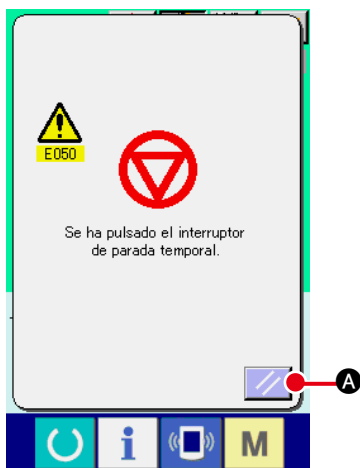 E050
Se ha pulsado el interruptor
de parada temporal.
A
i
M